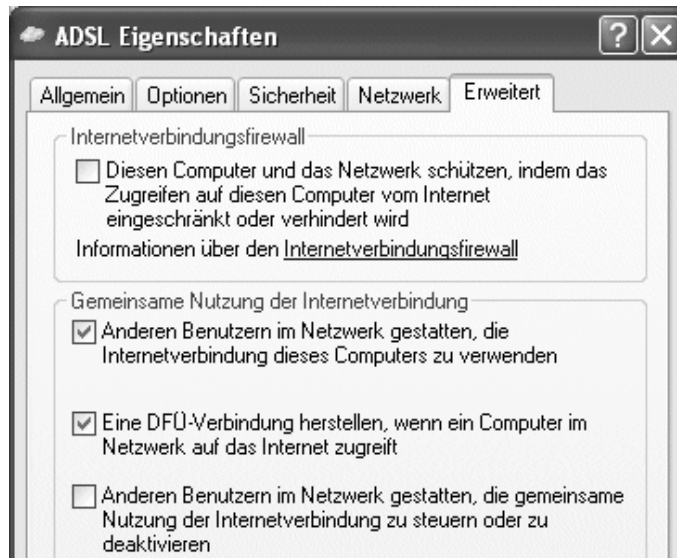 ADSL Eigenschaften
Allgemein Optionen Sicherheit Netzwerk Erweitert
Internetverbindungsfirewall
Diesen Computer und das Netzwerk schützen, indem das
Zugreifen auf diesen Computer vom Internet
eingeschränkt oder verhindert wird
Informationen über den Internetverbindungsfirewall
Gemeinsame Nutzung der Internetverbindung
Anderen Benutzern im Netzwerk gestatten, die
Internetverbindung dieses Computers zu verwenden
Eine DFÜ-Verbindung herstellen, wenn ein Computer im
Netzwerk auf das Internet zugreift
Anderen Benutzern im Netzwerk gestatten, die gemeinsame
Nutzung der Internetverbindung zu steuern oder zu
deaktivieren